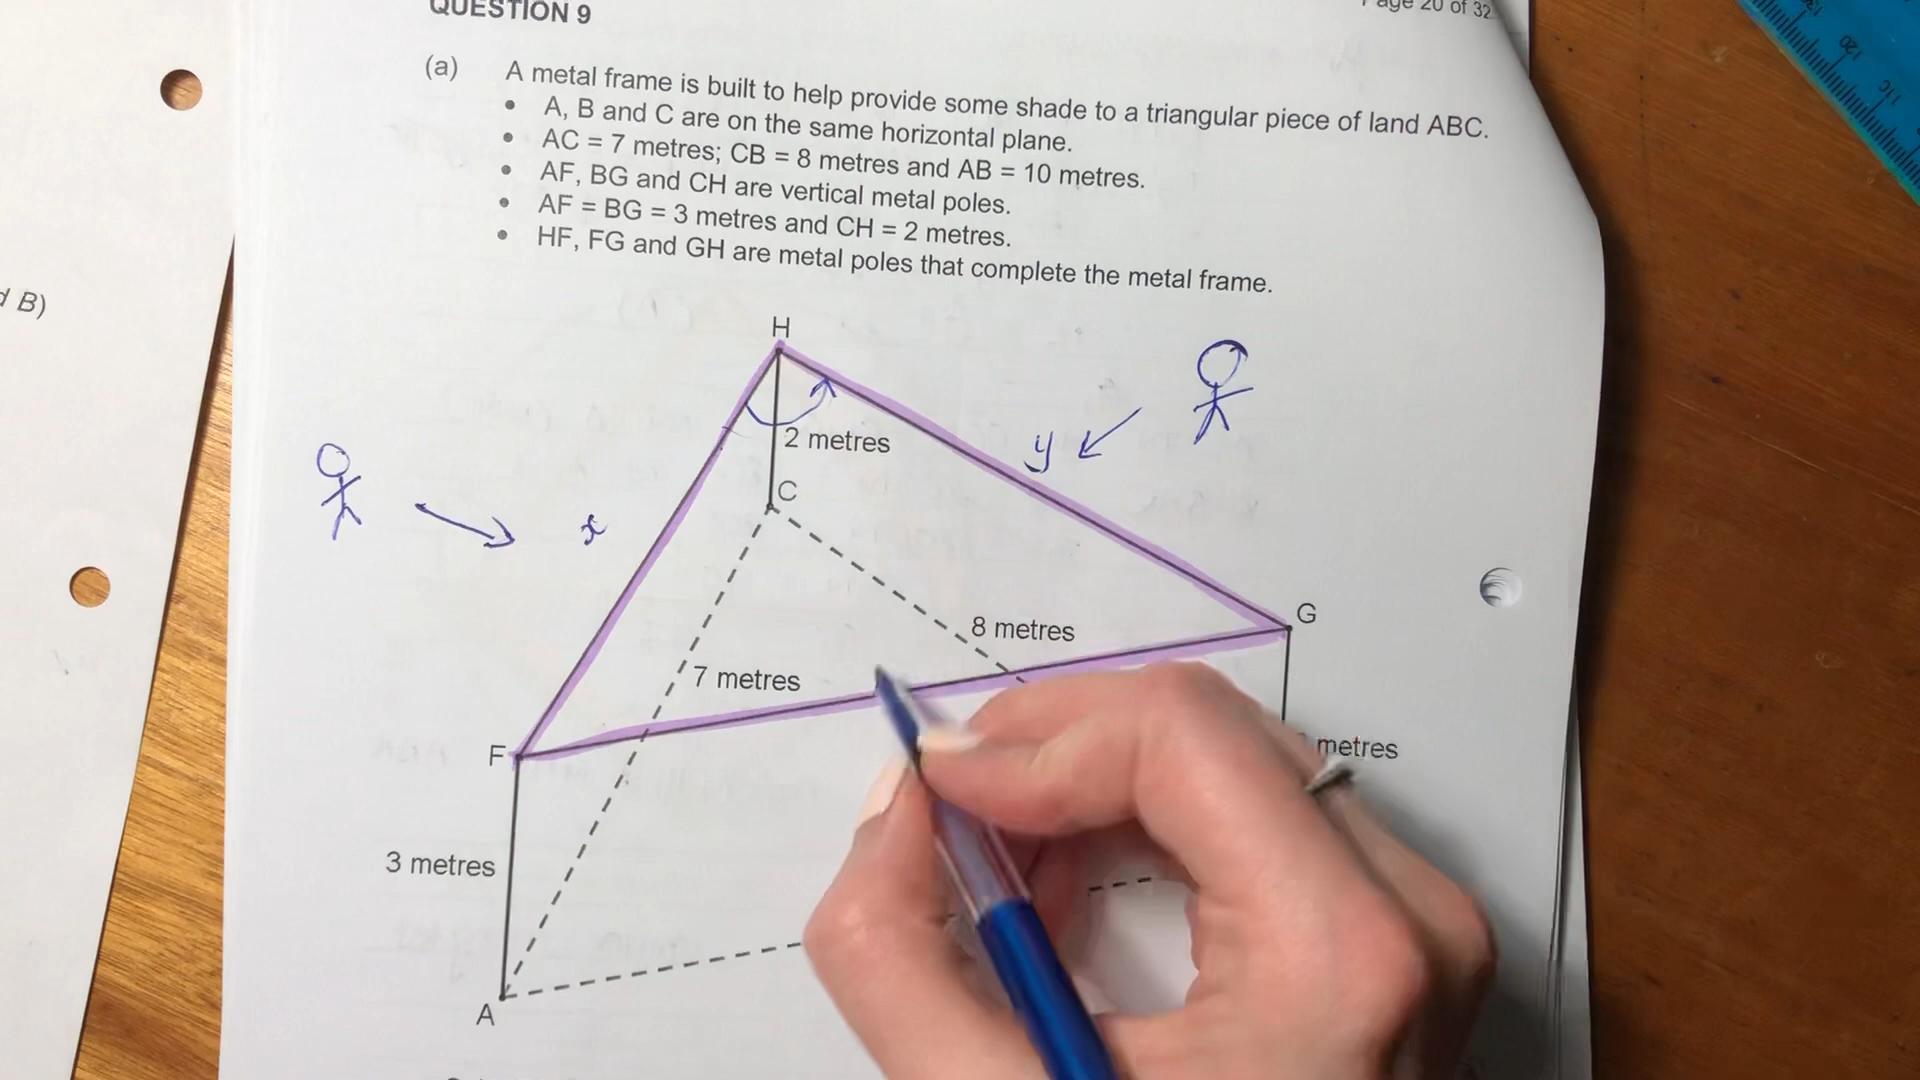 QUESTION 9
Page 20 of 32
(a) A metal frame is built to help provide some shade to a triangular piece of land ABC.
• A, B and C are on the same horizontal plane.
• AC = 7 metres; CB = 8 metres and AB = 10 metres.
• AF, BG and CH are vertical metal poles.
• AF = BG = 3 metres and CH = 2 metres.
• HF, FG and GH are metal poles that complete the metal frame.
B)
H
2 metres
y
C
x
G
8 metres
7 metres
F
metres
3 metres
A